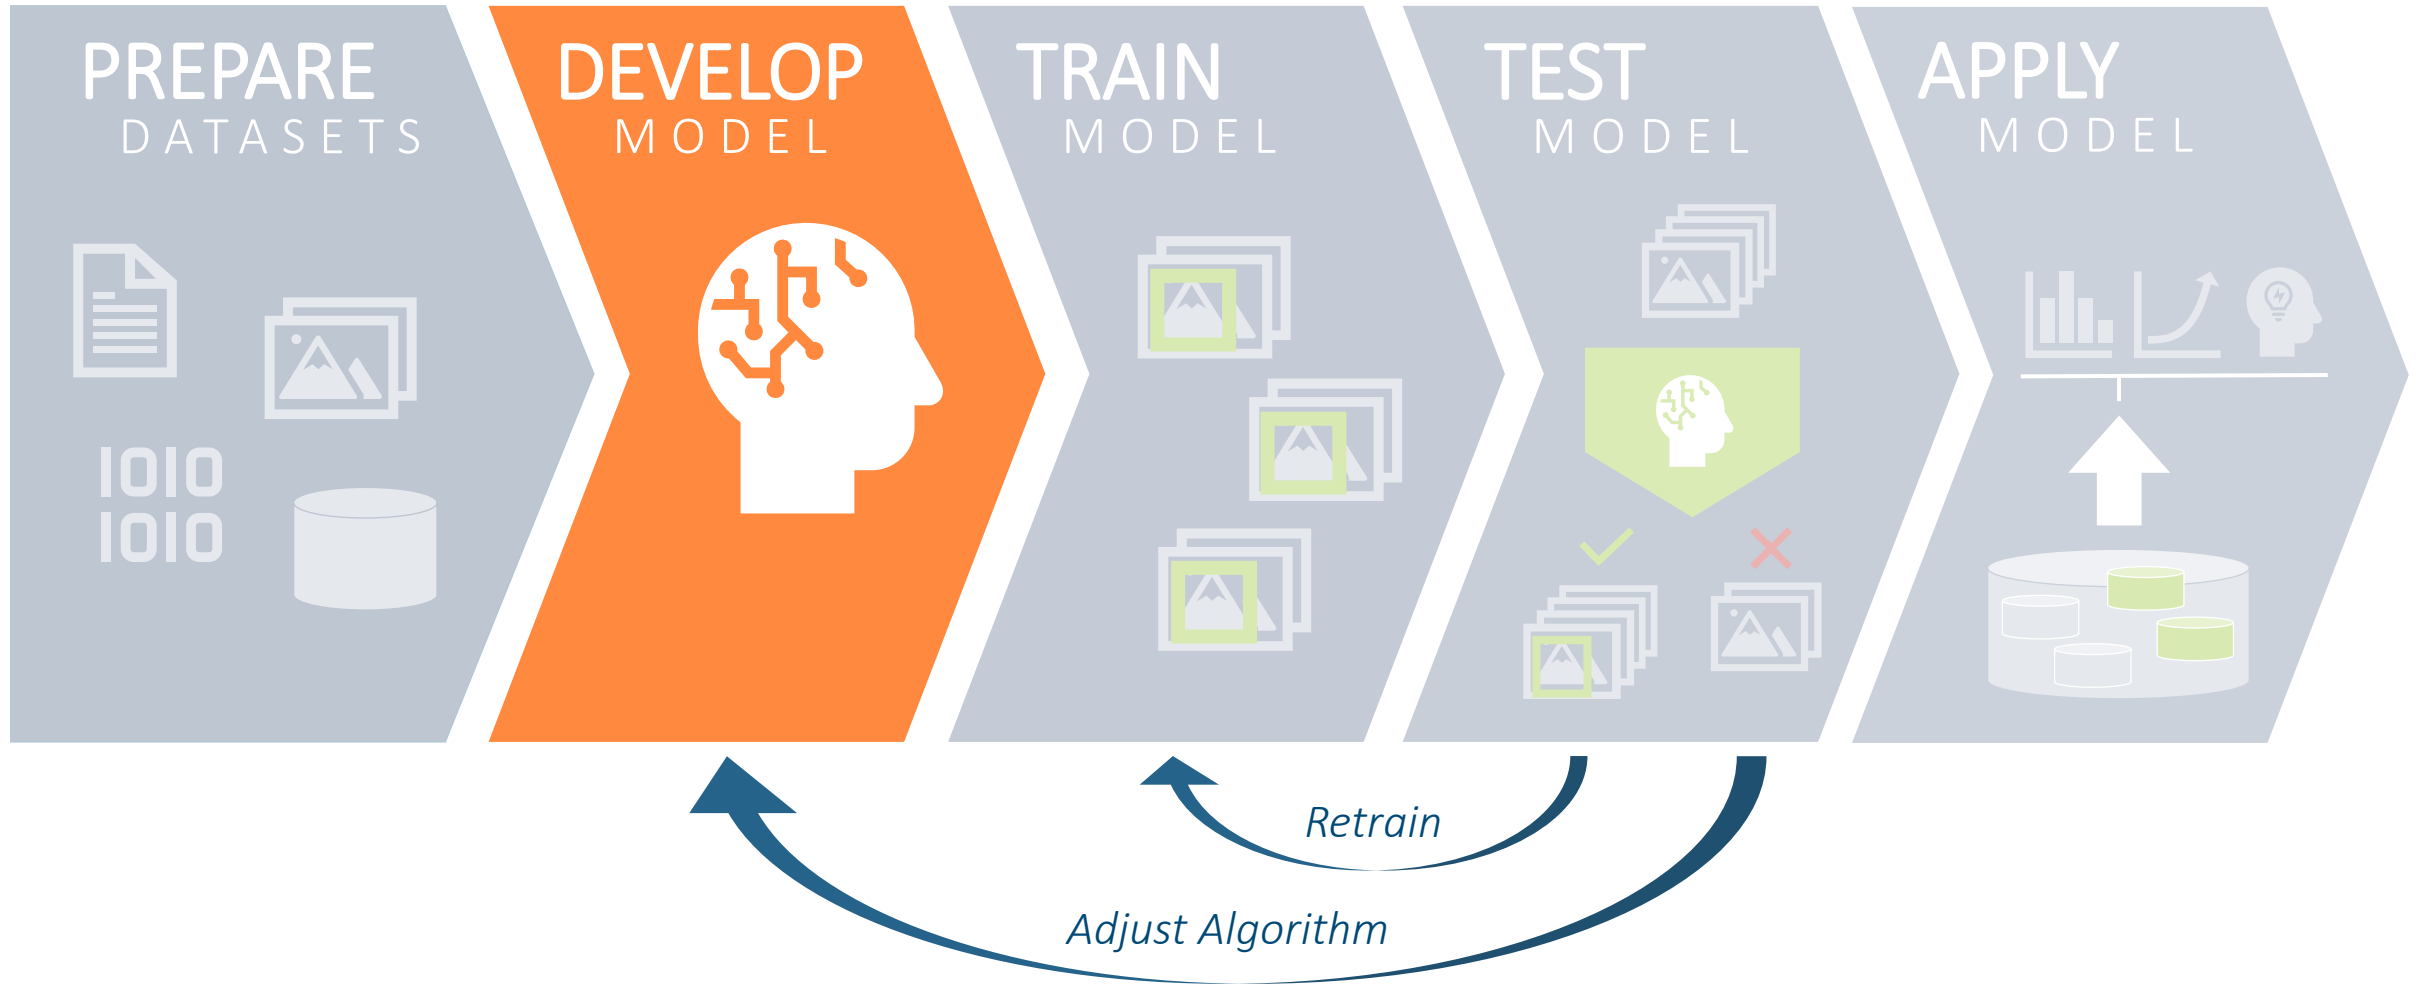 PREPARE
DATASETS
DEVELOP
MODEL
TRAIN
MODEL
TEST
MODEL
APPLY
MODEL
1010
1010
Retrain
Adjust Algorithm